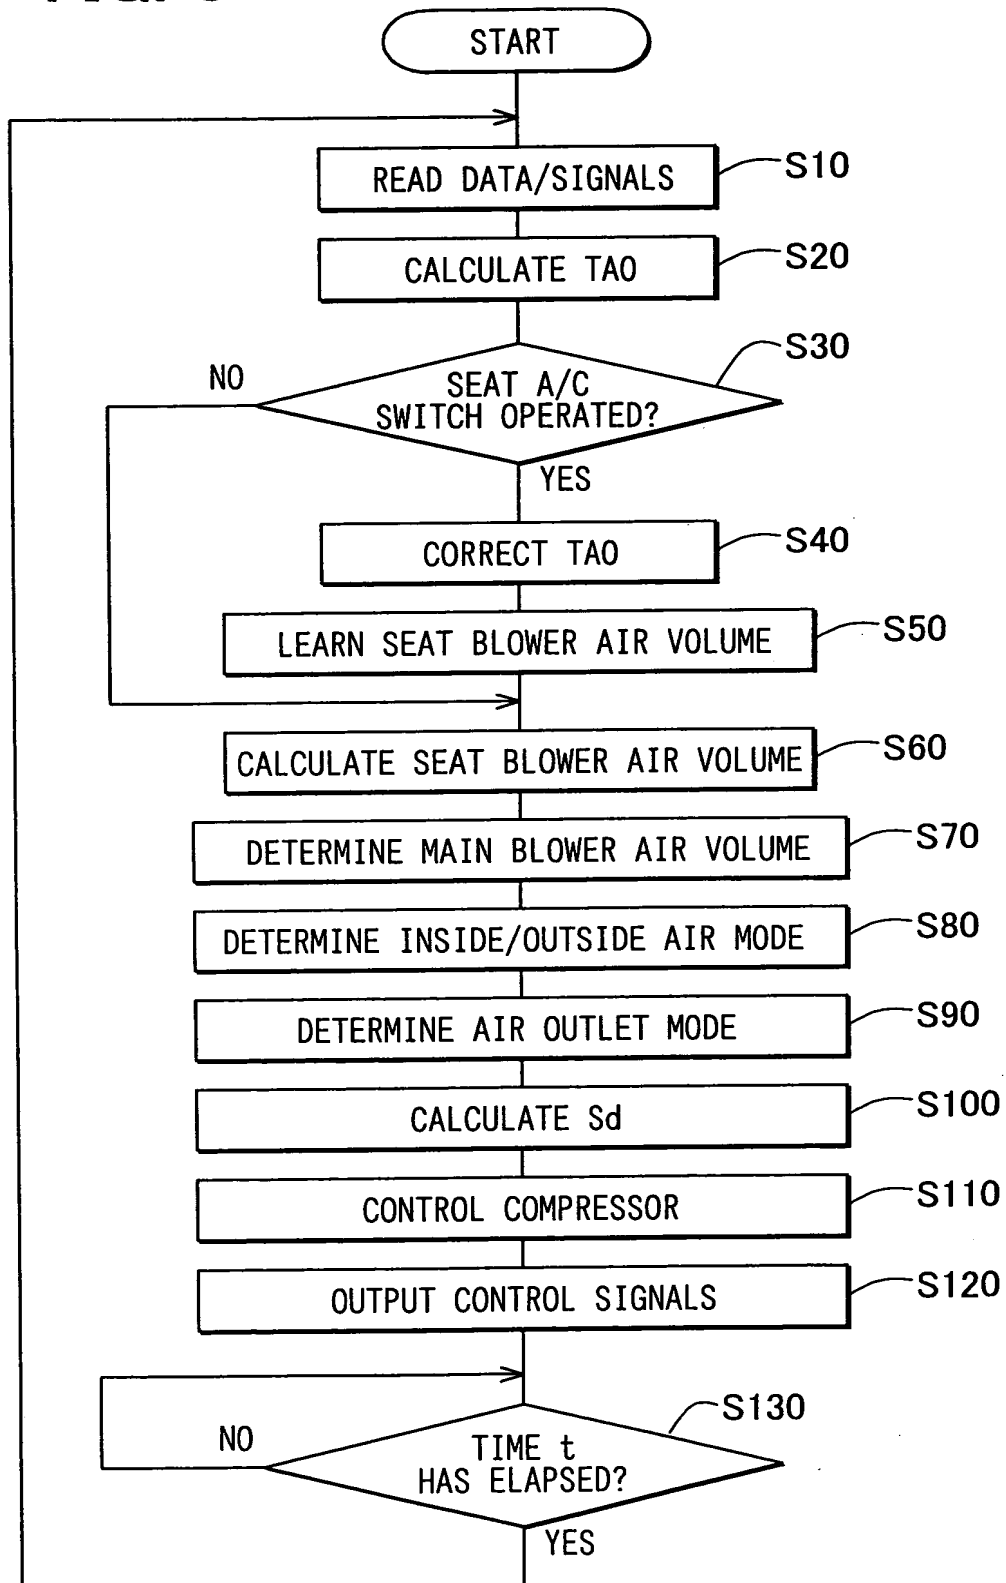 START
READ DATA/SIGNALS
S10
CALCULATE TAO
S20
SEAT A/C
SWITCH OPERATED?
S30
NO
YES
CORRECT TAO
S40
LEARN SEAT BLOWER AIR VOLUME
S50
CALCULATE SEAT BLOWER AIR VOLUME
S60
DETERMINE MAIN BLOWER AIR VOLUME
S70
DETERMINE INSIDE/OUTSIDE AIR MODE
S80
DETERMINE AIR OUTLET MODE
S90
CALCULATE Sd
S100
CONTROL COMPRESSOR
S110
OUTPUT CONTROL SIGNALS
S120
TIME t
HAS ELAPSED?
S130
NO
YES